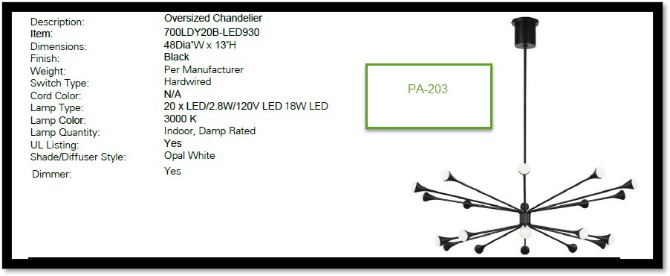 Description: Oversized Chandelier
Item: 700LDY20B-LED930
Dimensions: 48Dia"W x 13"H
Finish: Black
Weight: Per Manufacturer
Switch Type: Hardwired
Cord Color: N/A
Lamp Type: 20 x LED/2.8W/120V LED 18W LED
Lamp Color: 3000 K
Lamp Quantity: Indoor, Damp Rated
UL Listing: Yes
Shade/Diffuser Style: Opal White
Dimmer: Yes
PA-203